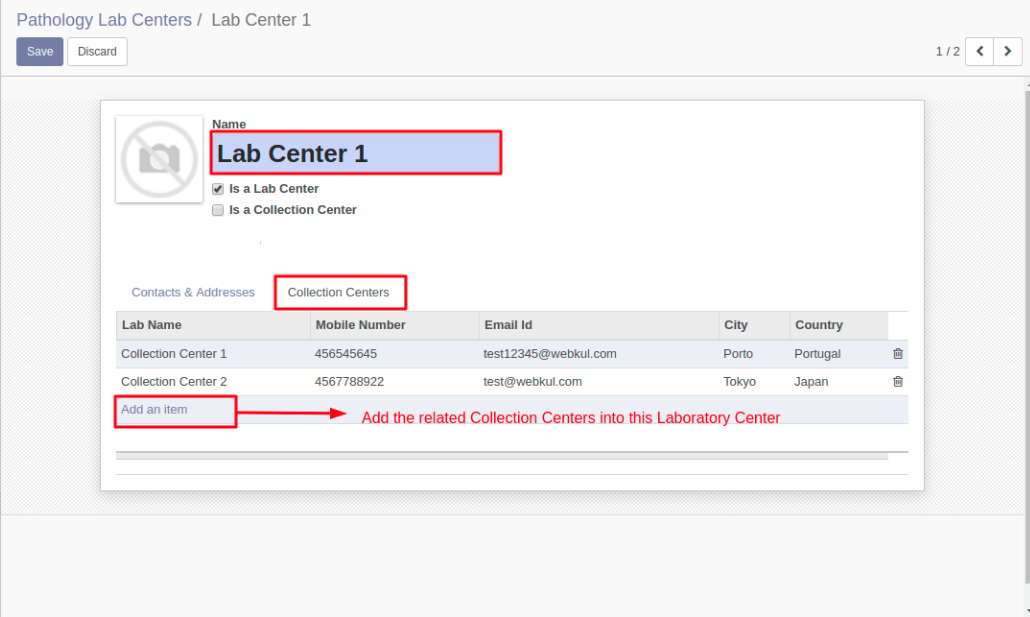 Pathology Lab Centers / Lab Center 1
Save Discard 1 / 2
Name
Lab Center 1
Is a Lab Center
Is a Collection Center
Contacts & Addresses Collection Centers
Lab Name Mobile Number Email Id City Country
Collection Center 1 456545645 test12345@webkul.com Porto Portugal
Collection Center 2 4567788922 test@webkul.com Tokyo Japan
Add an item
Add the related Collection Centers into this Laboratory Center